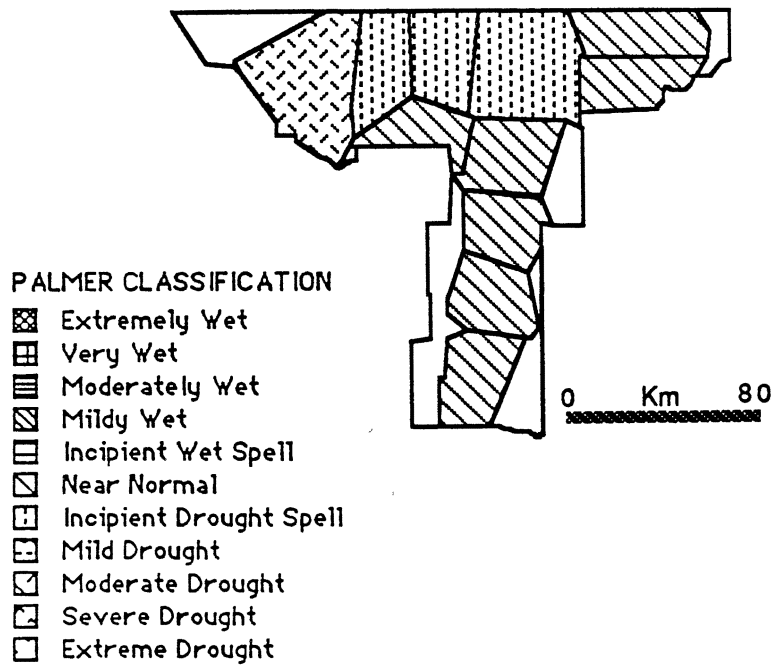 PALMER CLASSIFICATION
Extremely Wet
Very Wet
Moderately Wet
Mildy Wet
Incipient Wet Spell
Near Normal
Incipient Drought Spell
Mild Drought
Moderate Drought
Severe Drought
Extreme Drought
0 Km 80